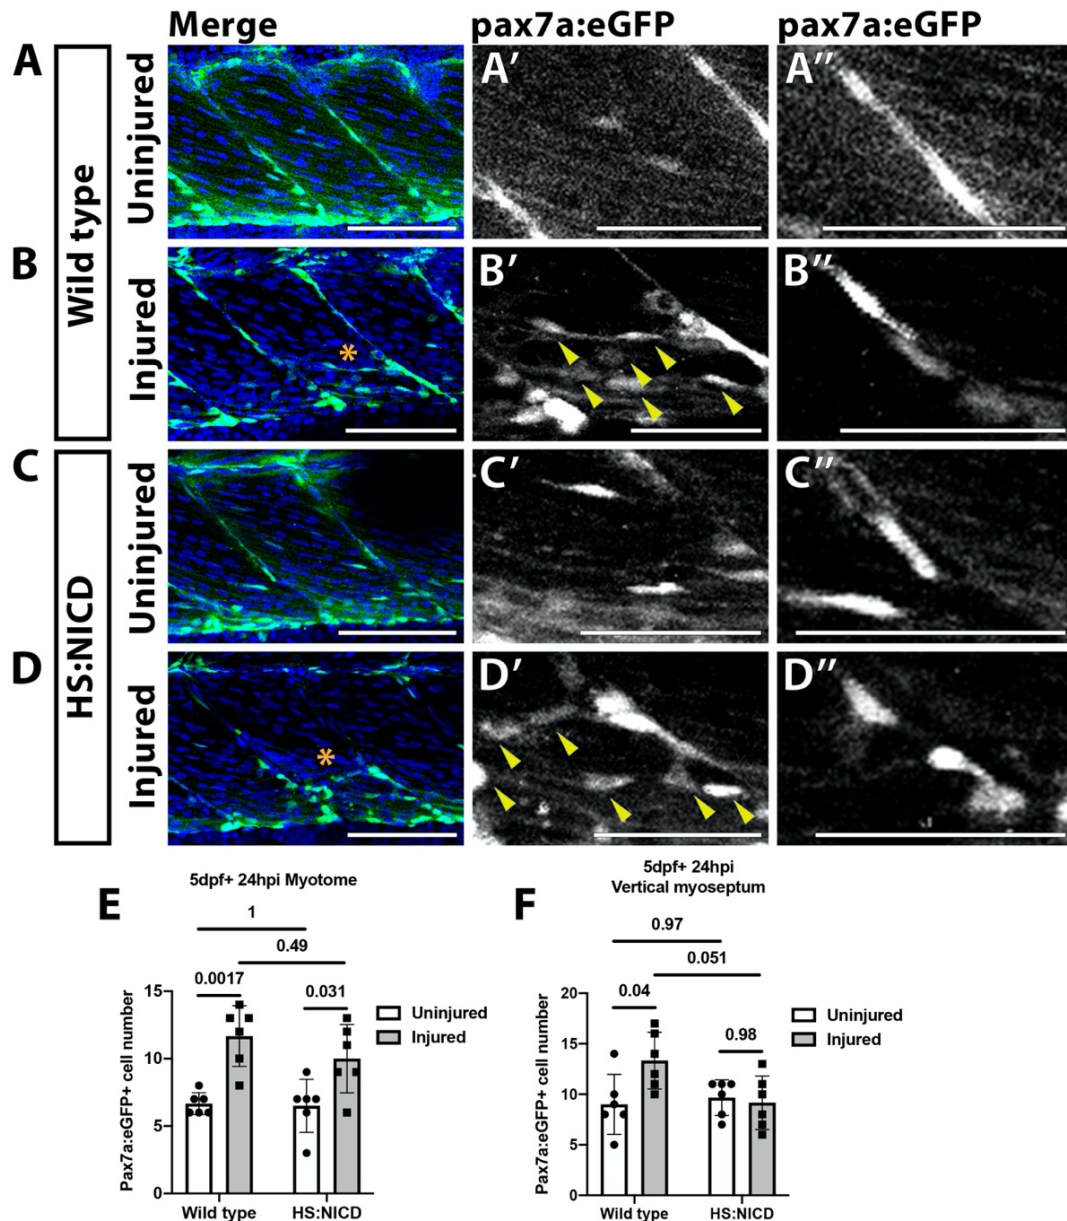 Merge
pax7a:eGFP
pax7a:eGFP
A
Wild type
Uninjured
A'
A"
B
Injured
*
B'
B"
C
HS:NICD
Uninjured
C'
C"
D
Injured
*
D'
D"
E
5dpf+ 24hpi Myotome
1
0.49
0.0017
0.031
15
10
5
0
Pax7a:eGFP+ cell number
Wild type
HS:NICD
Uninjured
Injured
F
5dpf+ 24hpi
Vertical myoseptum
0.97
0.051
0.04
0.98
20
15
10
5
0
Pax7a:eGFP+ cell number
Wild type
HS:NICD
Uninjured
Injured